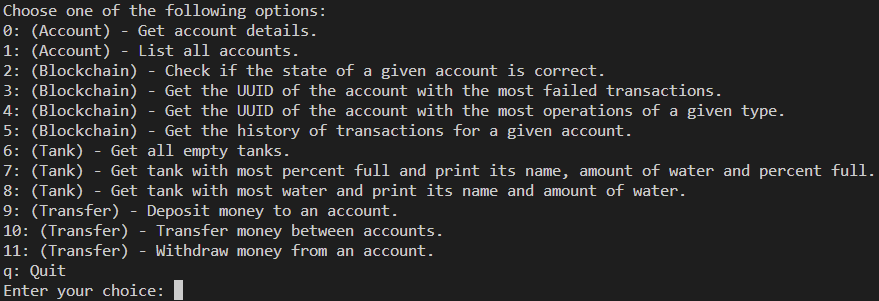 Choose one of the following options:
0: (Account) - Get account details.
1: (Account) - List all accounts.
2: (Blockchain) - Check if the state of a given account is correct.
3: (Blockchain) - Get the UUID of the account with the most failed transactions.
4: (Blockchain) - Get the UUID of the account with the most operations of a given type.
5: (Blockchain) - Get the history of transactions for a given account.
6: (Tank) - Get all empty tanks.
7: (Tank) - Get tank with most percent full and print its name, amount of water and percent full.
8: (Tank) - Get tank with most water and print its name and amount of water.
9: (Transfer) - Deposit money to an account.
10: (Transfer) - Transfer money between accounts.
11: (Transfer) - Withdraw money from an account.
q: Quit
Enter your choice: